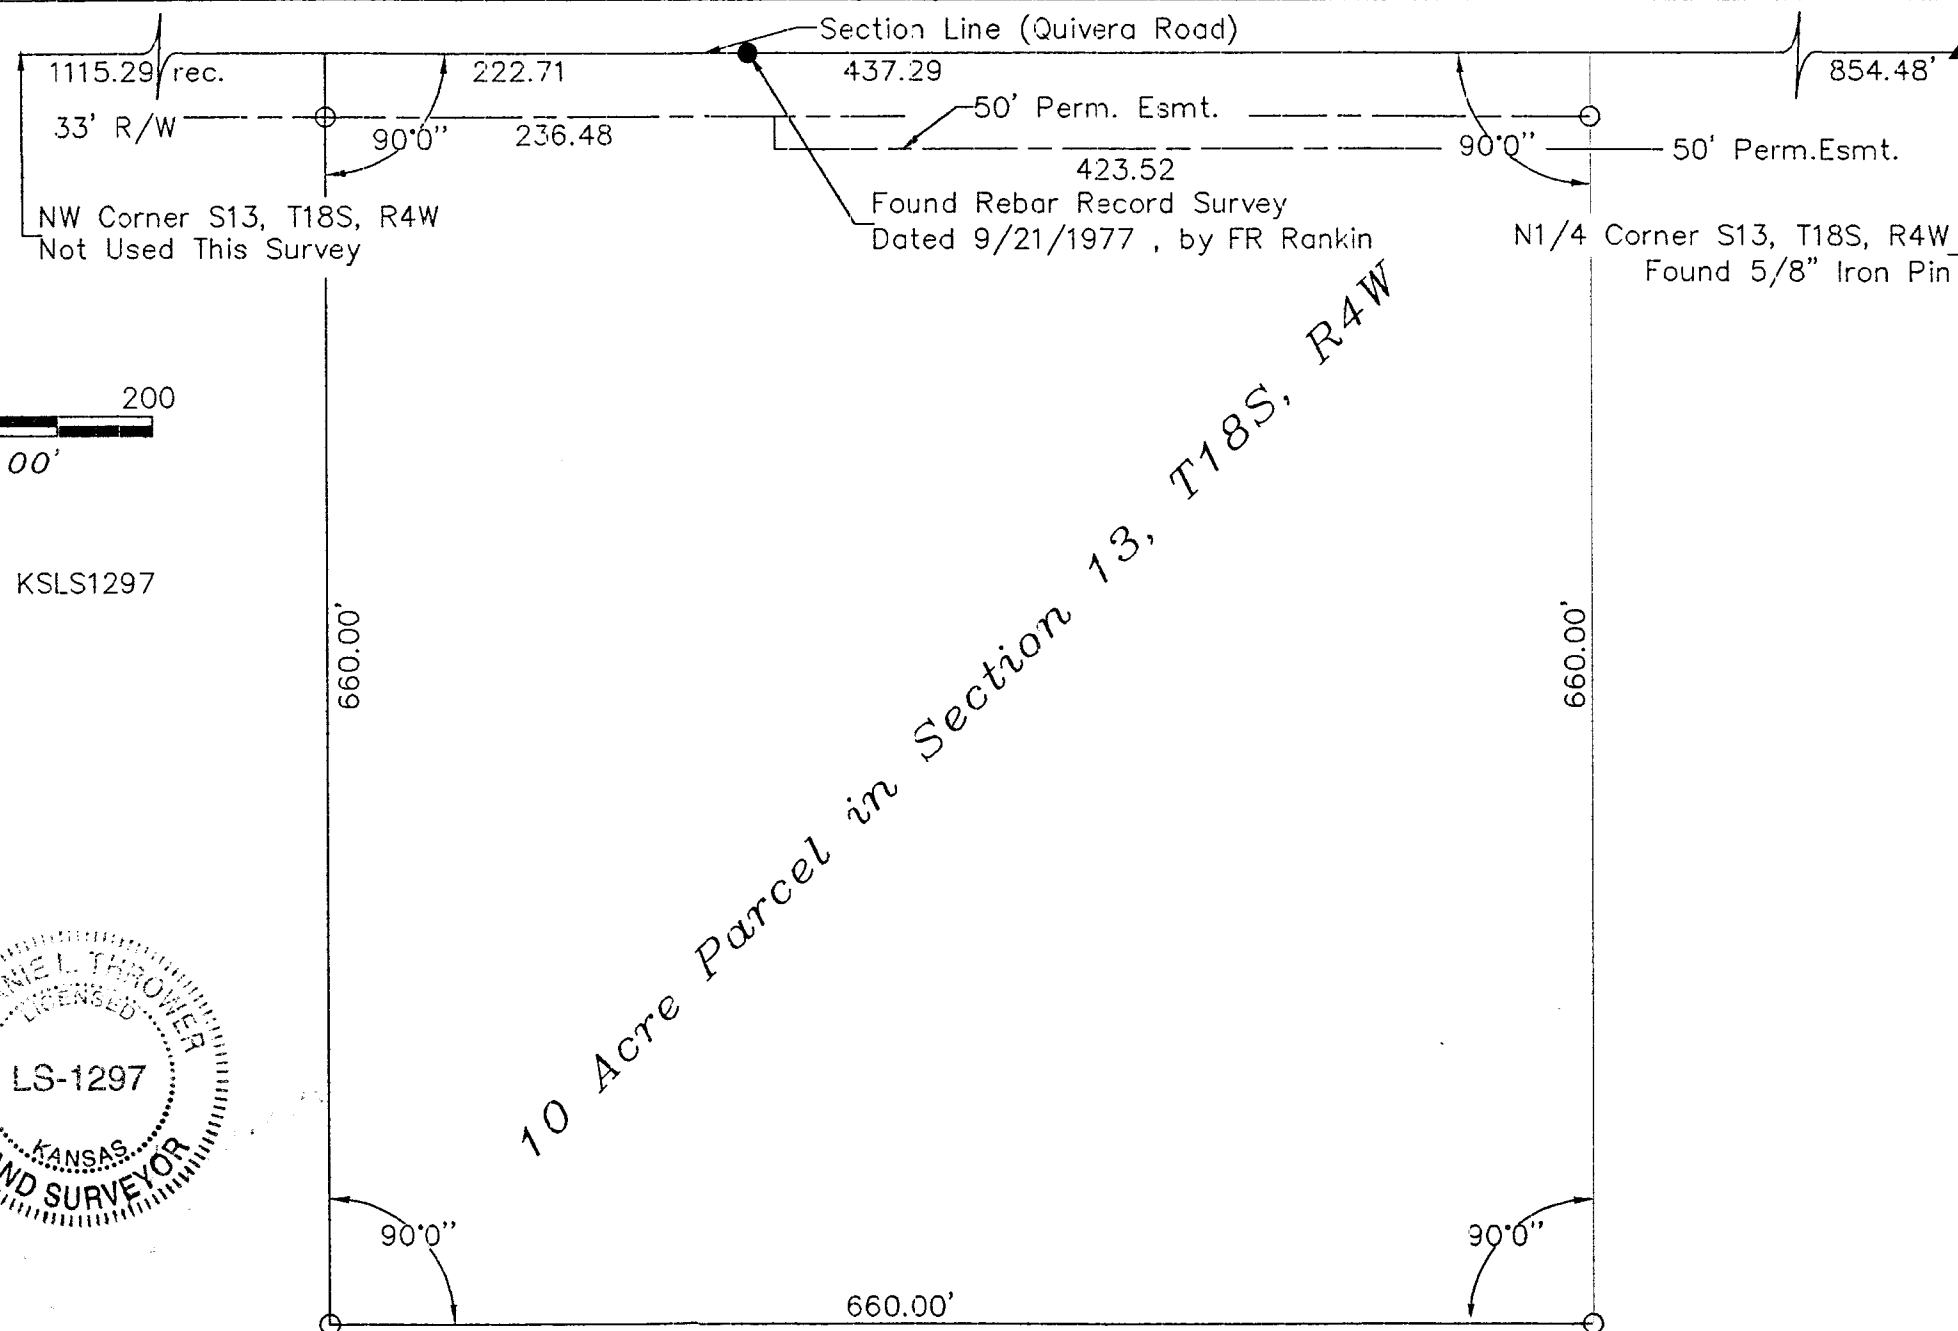 Section Line (Quivera Road)
1115.29 rec.
222.71
437.29
854.48'
33' R/W
90°0"
236.48
50' Perm. Esmt.
90°0"
50' Perm.Esmt.
423.52
NW Corner S13, T18S, R4W
Not Used This Survey
Found Rebar Record Survey
Dated 9/21/1977 , by FR Rankin
N1/4 Corner S13, T18S, R4W
Found 5/8" Iron Pin
200
00'
KSLS1297
660.00'
660.00'
10 Acre Parcel in Section 13, T18S, R4W
L. THROWER
LICENSED
LS-1297
KANSAS
SURVEYOR
90°0"
90°0"
660.00'